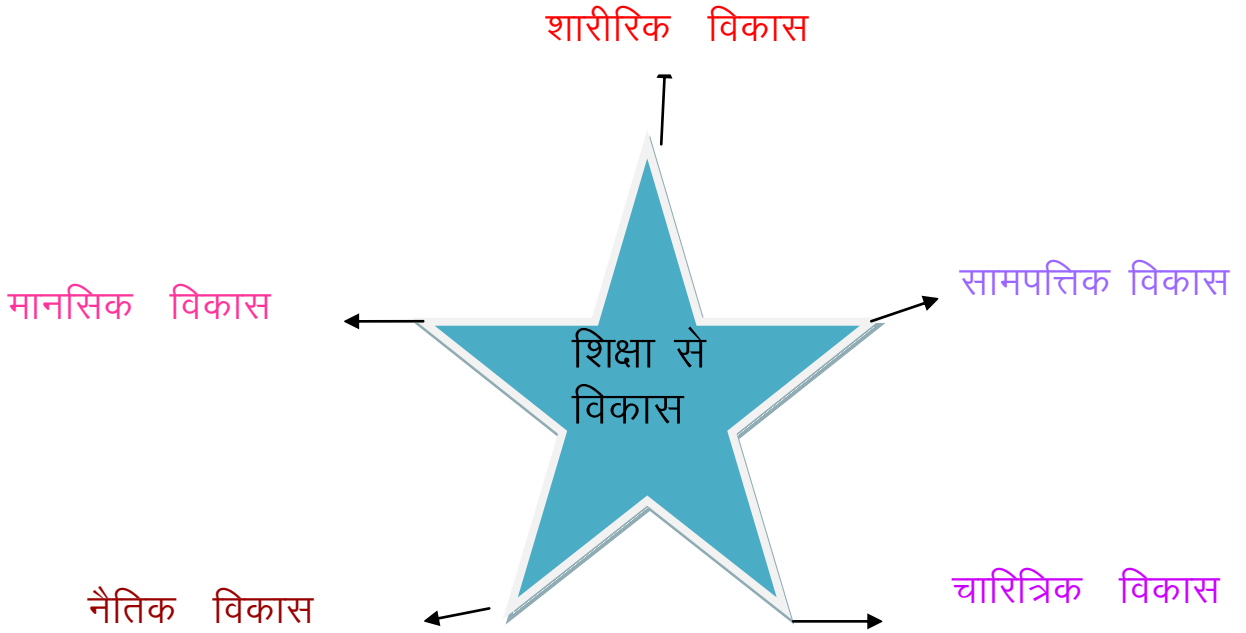 शारीरिक विकास
सामपत्तिक विकास
मानसिक विकास
शिक्षा से
विकास
चारित्रिक विकास
नैतिक विकास